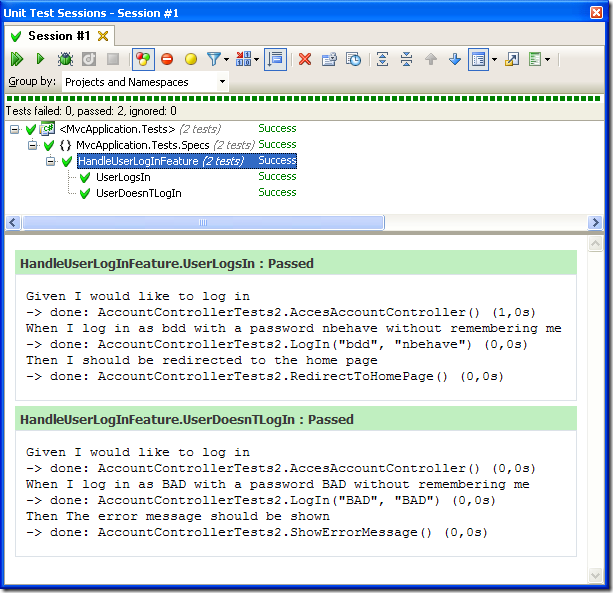 Unit Test Sessions - Session #1
Session #1
Group by: Projects and Namespaces
Tests failed: 0, passed: 2, ignored: 0
<MvcApplication.Tests> (2 tests) Success
{} MvcApplication.Tests.Specs (2 tests) Success
HandleUserLogInFeature (2 tests) Success
UserLogsIn Success
UserDoesnTLogIn Success
HandleUserLogInFeature.UserLogsIn : Passed
Given I would like to log in
-> done: AccountControllerTests2.AccesAccountController() (1,0s)
When I log in as bdd with a password nbehave without remembering me
-> done: AccountControllerTests2.LogIn("bdd", "nbehave") (0,0s)
Then I should be redirected to the home page
-> done: AccountControllerTests2.RedirectToHomePage() (0,0s)
HandleUserLogInFeature.UserDoesnTLogIn : Passed
Given I would like to log in
-> done: AccountControllerTests2.AccesAccountController() (0,0s)
When I log in as BAD with a password BAD without remembering me
-> done: AccountControllerTests2.LogIn("BAD", "BAD") (0,0s)
Then The error message should be shown
-> done: AccountControllerTests2.ShowErrorMessage() (0,0s)